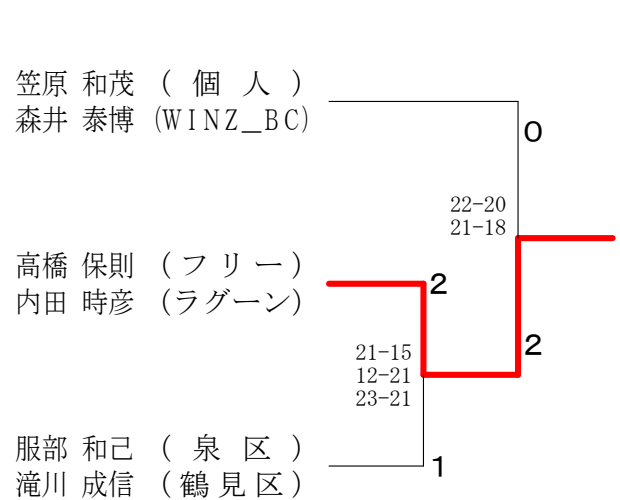 笠原 和茂 ( 個 人 )
森井 泰博 (WINZ_BC)
0
22-20
21-18
高橋 保則 ( フ リ ー )
内田 時彦 (ラグーン)
2
2
21-15
12-21
23-21
服部 和己 ( 泉 区 )
滝川 成信 ( 鶴 見 区 )
1